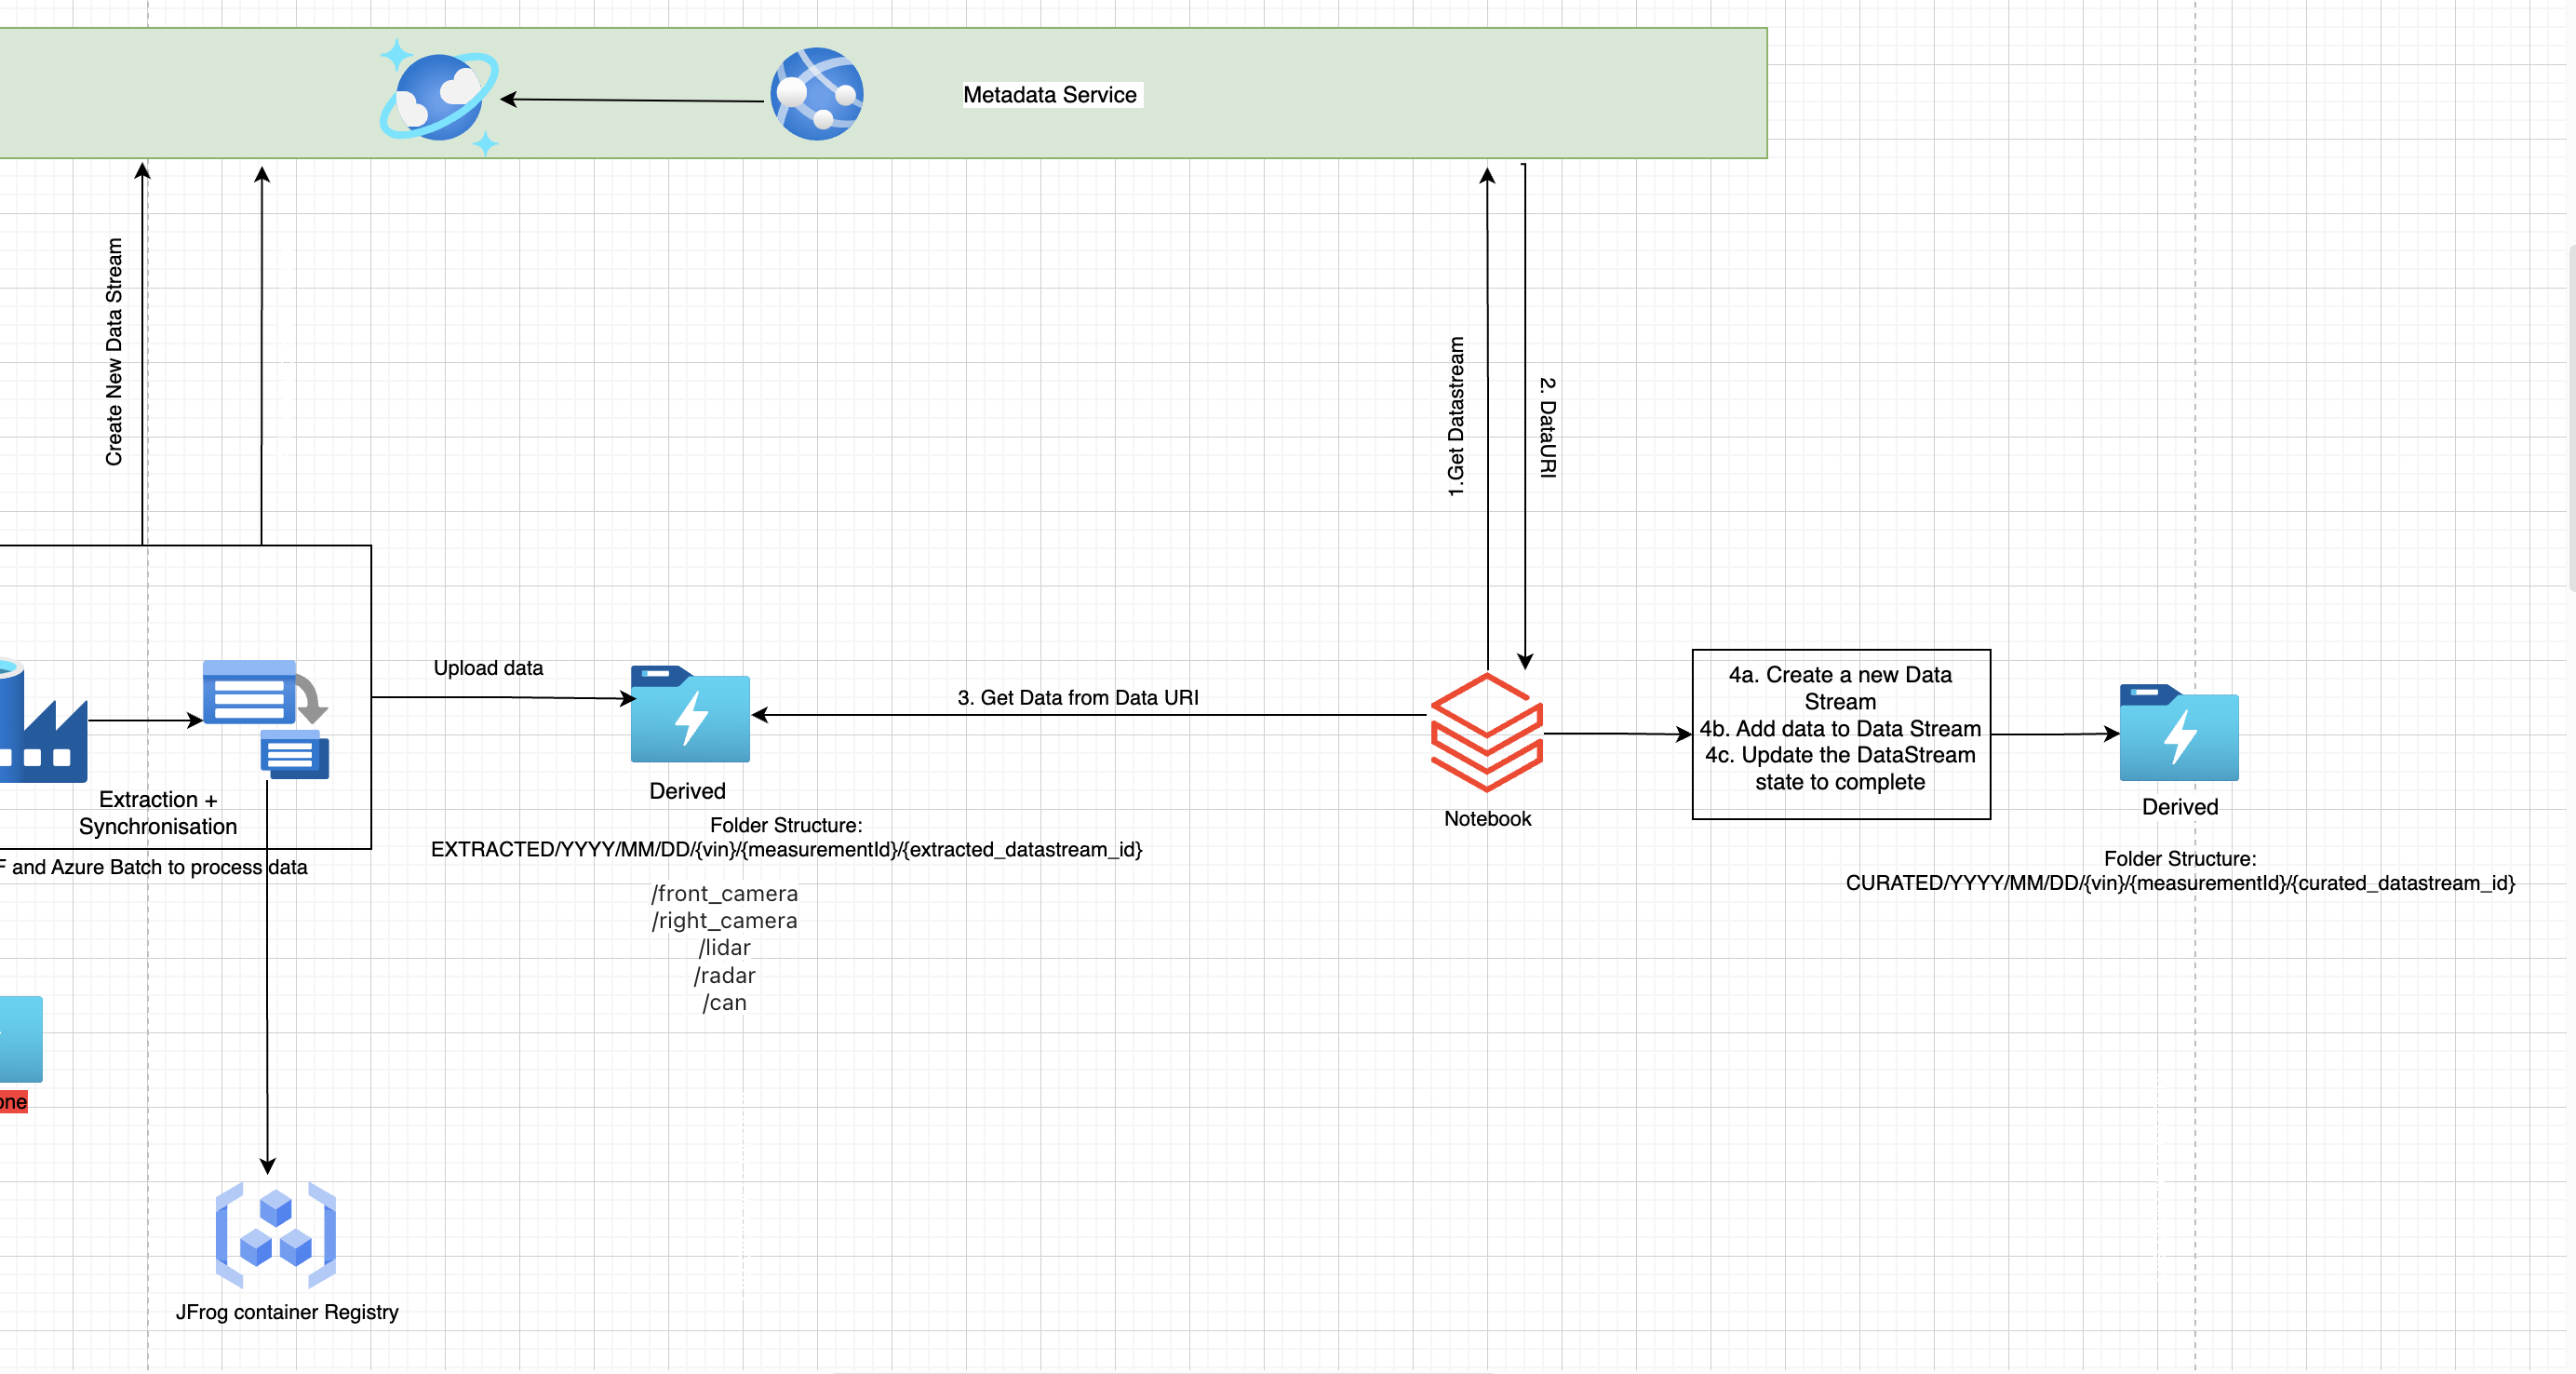 Metadata Service
Create New Data Stream
1.Get Datastream
2. DataURI
Upload data
3. Get Data from Data URI
4a. Create a new Data
Stream
4b. Add data to Data Stream
4c. Update the DataStream
state to complete
Extraction +
Synchronisation
Derived
Notebook
Derived
Folder Structure:
EXTRACTED/YYYY/MM/DD/{vin}/{measurementId}/{extracted_datastream_id}
Folder Structure:
CURATED/YYYY/MM/DD/{vin}/{measurementId}/{curated_datastream_id}
F and Azure Batch to process data
/front_camera
/right_camera
/lidar
/radar
/can
one
JFrog container Registry